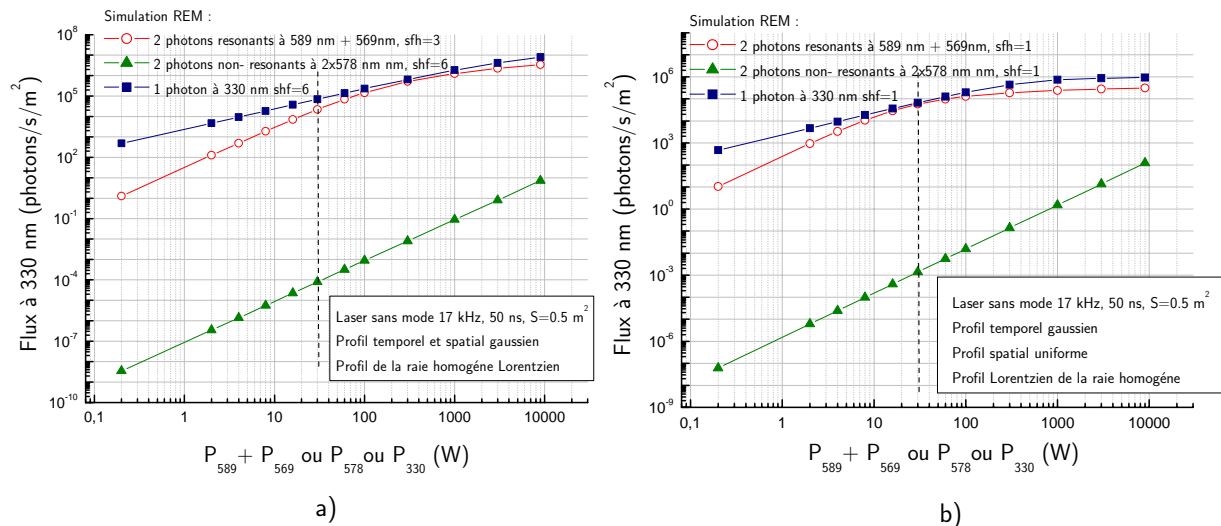 Simulation REM :
2 photons resonants à 589 nm + 569nm, sfh=3
2 photons non- resonants à 2x578 nm nm, shf=6
1 photon à 330 nm shf=6
Flux à 330 nm (photons/s/m²)
10⁸
10⁵
10²
10⁻¹
10⁻⁴
10⁻⁷
10⁻¹⁰
0,1
1
10
100
1000
10000
Laser sans mode 17 kHz, 50 ns, S=0.5 m²
Profil temporel et spatial gaussien
Profil de la raie homogéne Lorentzien
P₅₈₉ + P₅₆₉ ou P₅₇₈ ou P₃₃₀ (W)
a)
Simulation REM :
2 photons resonants à 589 nm + 569nm, sfh=1
2 photons non- resonants à 2x578 nm nm, shf=1
1 photon à 330 nm shf=1
Flux à 330 nm (photons/s/m²)
10⁶
10³
10⁰
10⁻³
10⁻⁶
10⁻⁹
0,1
1
10
100
1000
10000
Laser sans mode 17 kHz, 50 ns, S=0.5 m²
Profil temporel gaussien
Profil spatial uniforme
Profil Lorentzien de la raie homogéne
P₅₈₉ + P₅₆₉ ou P₅₇₈ ou P₃₃₀ (W)
b)